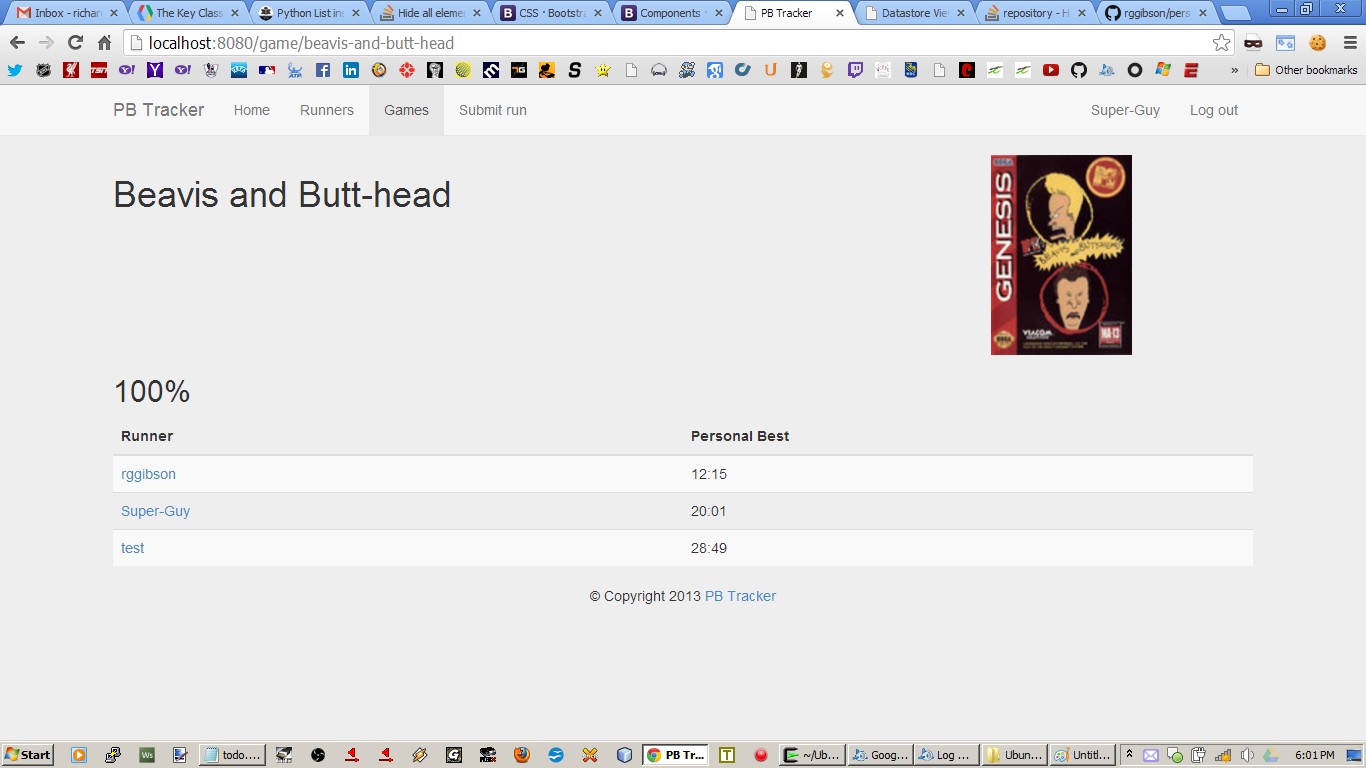 Inbox - richar
The Key Class
Python List in
Hide all eleme
CSS · Bootstra
Components
PB Tracker
Datastore Vie
repository - H
rggibson/pers
localhost:8080/game/beavis-and-butt-head
» Other bookmarks
PB Tracker Home Runners Games Submit run Super-Guy Log out
Beavis and Butt-head
GENESIS
VIACOM
100%
Runner Personal Best
rggibson 12:15
Super-Guy 20:01
test 28:49
© Copyright 2013 PB Tracker
Start todo.... PB Tr... ~/Ub... Goog... Log ... Ubun... Untitl... 6:01 PM